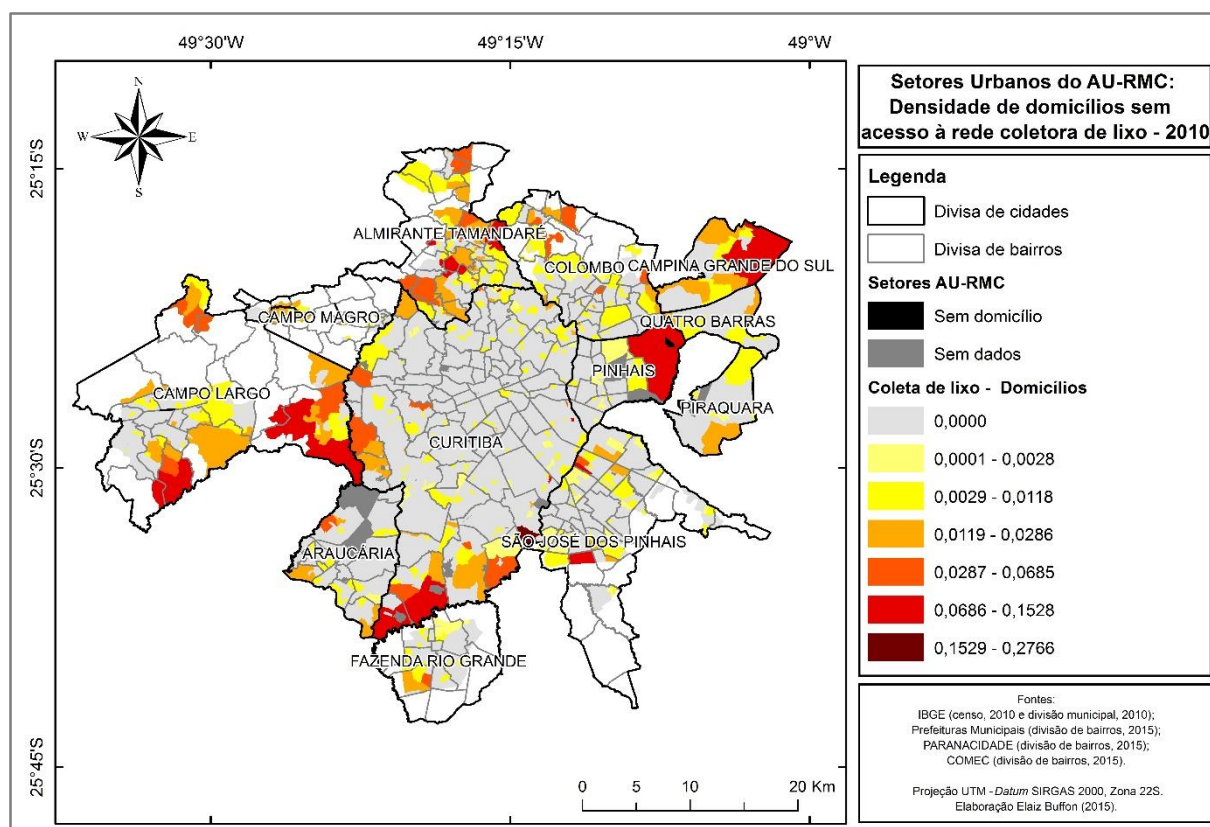 49°30'W
49°15'W
49°W
N
W
E
S
25°15'S
25°30'S
25°45'S
ALMIRANTE TAMANDARÉ
COLOMBO
CAMPINA GRANDE DO SUL
CAMPO MAGRO
QUATRO BARRAS
CAMPO LARGO
PINHAIS
PIRAQUARA
CURITIBA
ARAUCÁRIA
SÃO JOSÉ DOS PINHAIS
FAZENDA RIO GRANDE
0 5 10 20 Km
Setores Urbanos do AU-RMC:
Densidade de domicílios sem
acesso à rede coletora de lixo - 2010
Legenda
Divisa de cidades
Divisa de bairros
Setores AU-RMC
Sem domicílio
Sem dados
Coleta de lixo - Domicílios
0,0000
0,0001 - 0,0028
0,0029 - 0,0118
0,0119 - 0,0286
0,0287 - 0,0685
0,0686 - 0,1528
0,1529 - 0,2766
Fontes:
IBGE (censo, 2010 e divisão municipal, 2010);
Prefeituras Municipais (divisão de bairros, 2015);
PARANACIDADE (divisão de bairros, 2015);
COMEC (divisão de bairros, 2015).
Projeção UTM - Datum SIRGAS 2000, Zona 22S.
Elaboração Elaiz Buffon (2015).